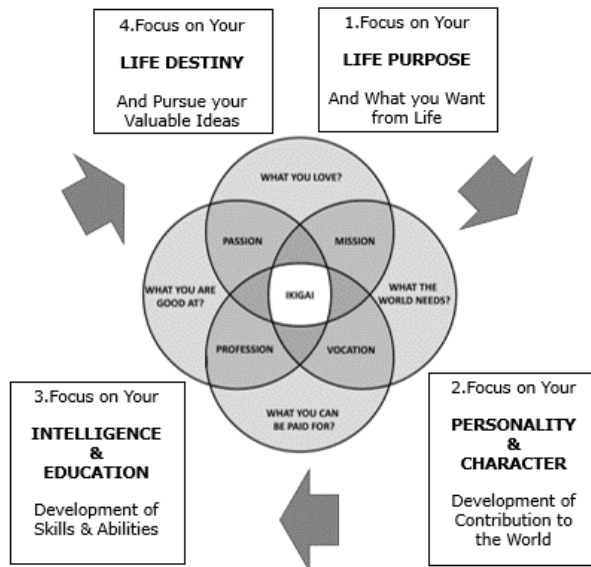 4.Focus on Your
LIFE DESTINY
And Pursue your
Valuable Ideas
1.Focus on Your
LIFE PURPOSE
And What you Want
from Life
WHAT YOU LOVE?
PASSION
MISSION
WHAT YOU ARE
GOOD AT?
IKIGAI
WHAT THE
WORLD NEEDS?
PROFESSION
VOCATION
WHAT YOU CAN
BE PAID FOR?
3.Focus on Your
INTELLIGENCE
&
EDUCATION
Development of
Skills & Abilities
2.Focus on Your
PERSONALITY
&
CHARACTER
Development of
Contribution to
the World